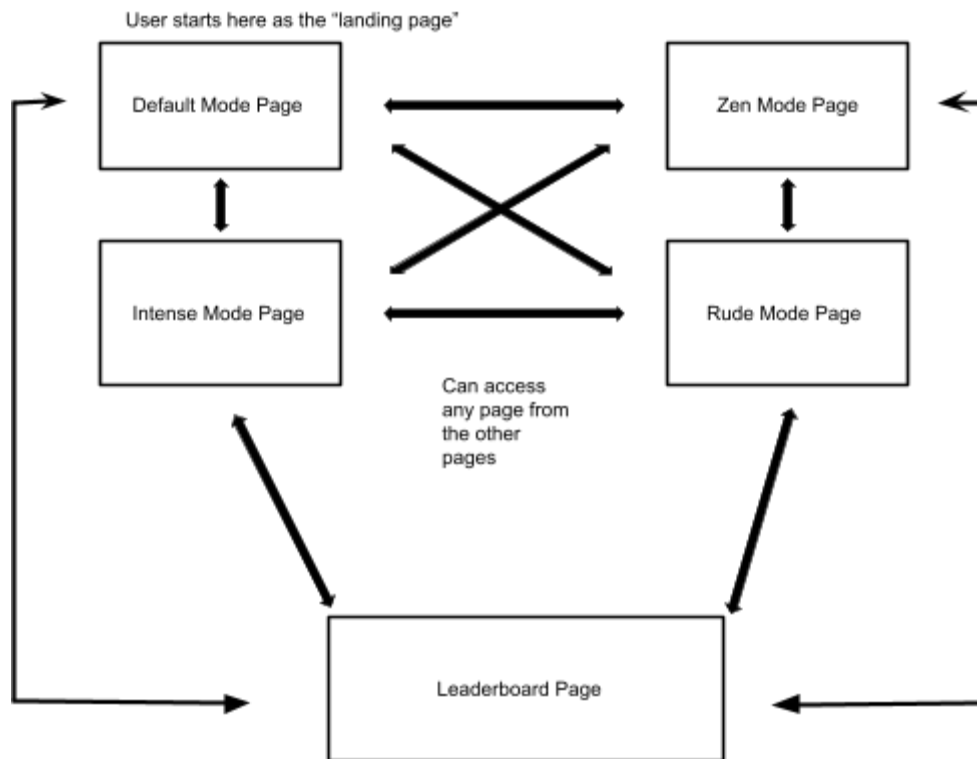 User starts here as the “landing page”
Default Mode Page
Zen Mode Page
Intense Mode Page
Rude Mode Page
Can access
any page from
the other
pages
Leaderboard Page